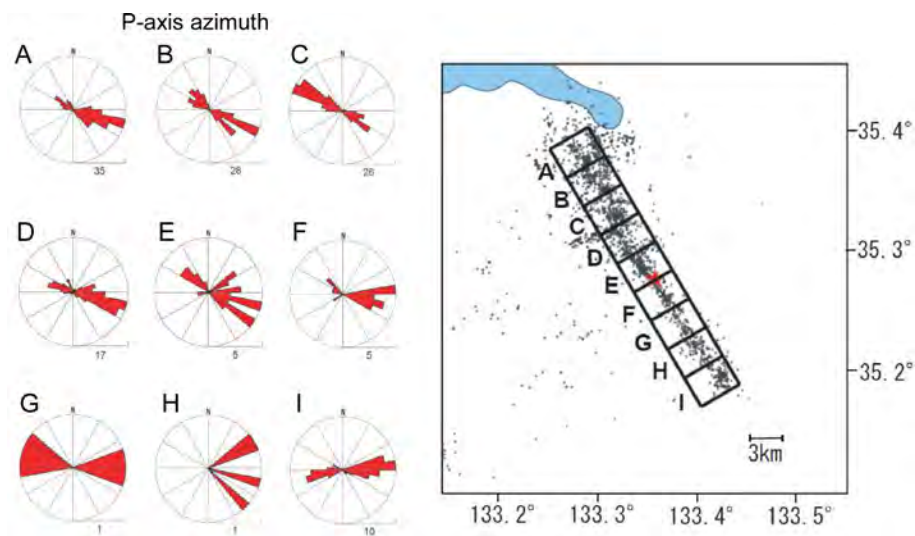 P-axis azimuth
A B C
N N N
35 28 26
D E F
N N N
17 5 5
G H I
N N N
1 1 10
35.4°
35.3°
35.2°
A
B
C
D
E
F
G
H
I
3km
133.2° 133.3° 133.4° 133.5°